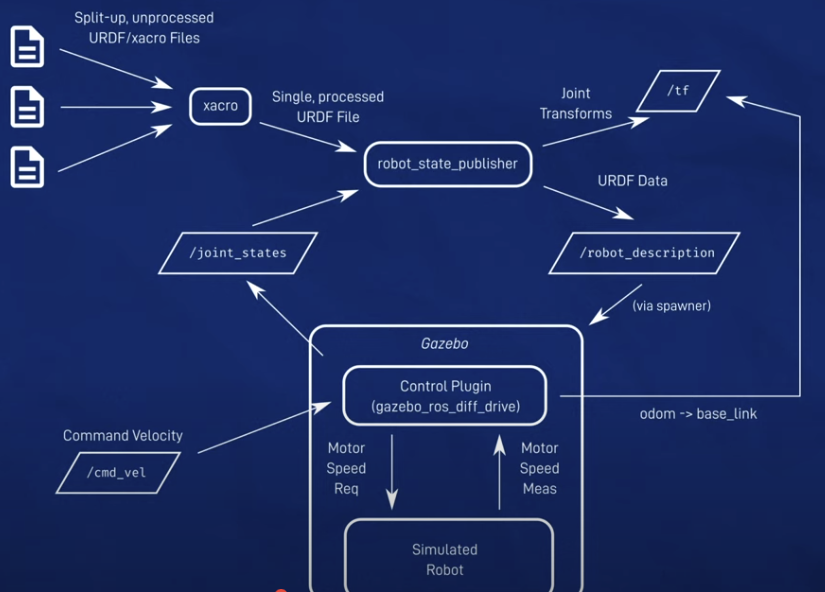 Split-up, unprocessed
URDF/xacro Files
xacro
Single, processed
URDF File
robot_state_publisher
Joint
Transforms
/tf
URDF Data
/joint_states
/robot_description
(via spawner)
Gazebo
Control Plugin
(gazebo_ros_diff_drive)
odom -> base_link
Command Velocity
/cmd_vel
Motor
Speed
Req
Motor
Speed
Meas
Simulated
Robot